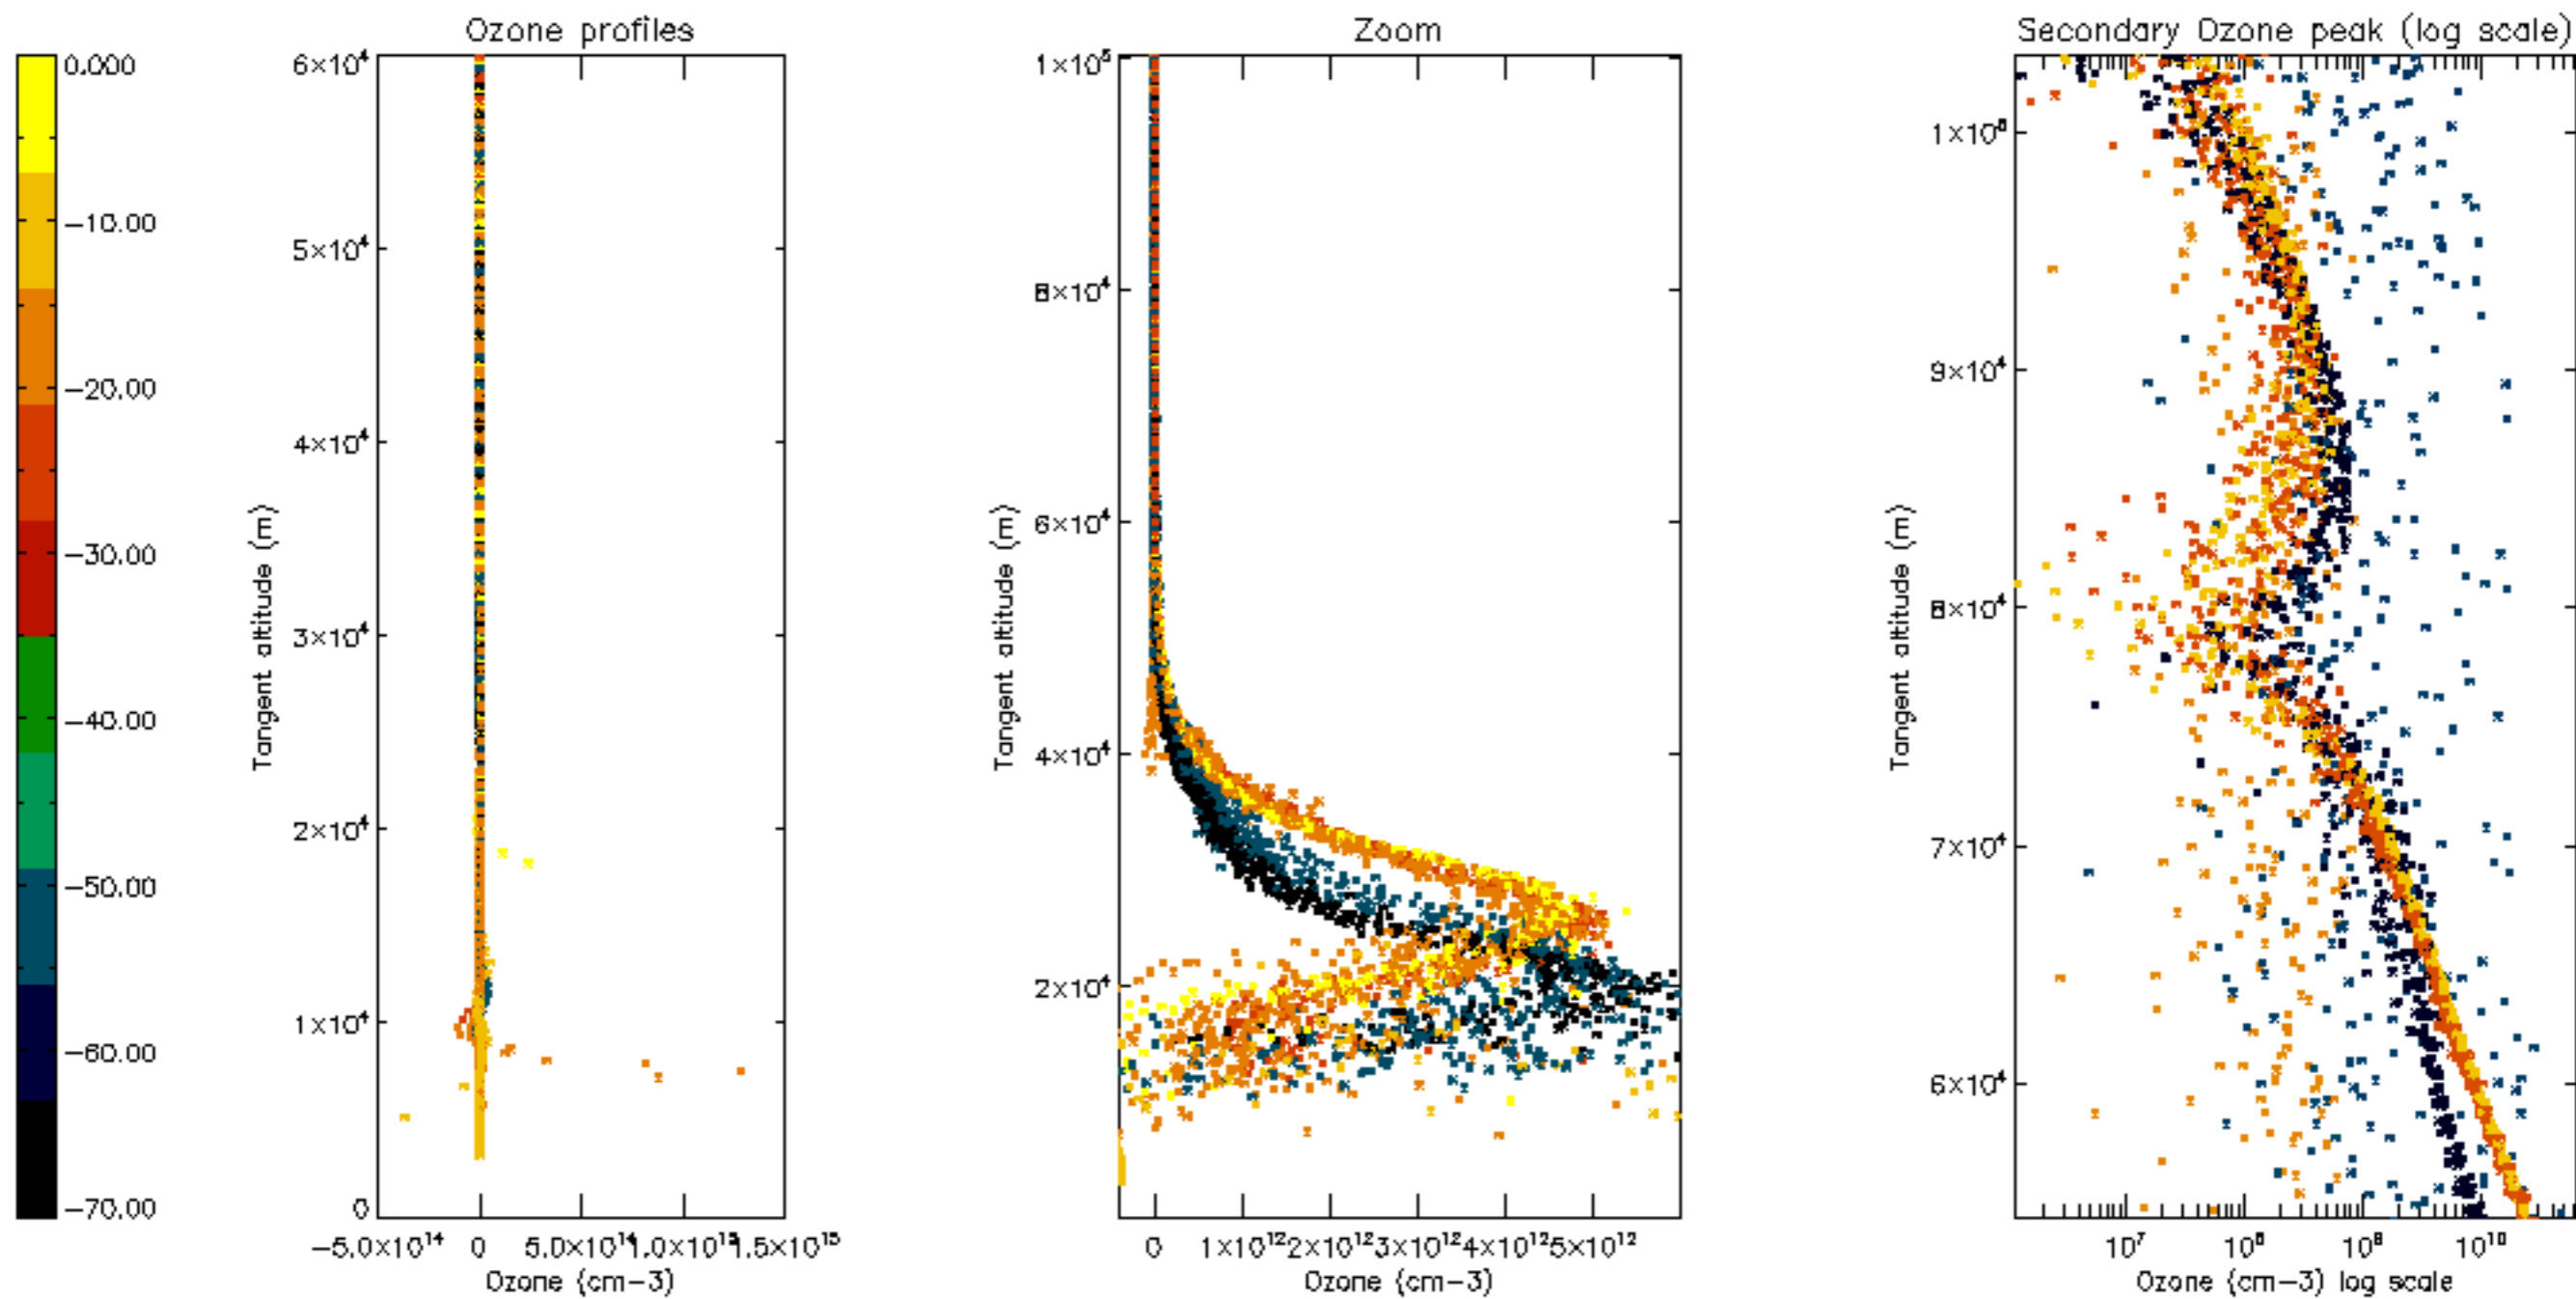 Ozone profiles
Zoom
Secondary Ozone peak (log scale)
0.000
−10.00
−20.00
−30.00
−40.00
−50.00
−60.00
−70.00
Tangent altitude (m)
6×10⁴
5×10⁴
4×10⁴
3×10⁴
2×10⁴
1×10⁴
0
−5.0×10¹⁴ 0 5.0×10¹⁴ 1.0×10¹⁵ 1.5×10¹⁵
Ozone (cm−3)
Tangent altitude (m)
1×10⁵
8×10⁴
6×10⁴
4×10⁴
2×10⁴
0 1×10¹² 2×10¹² 3×10¹² 4×10¹² 5×10¹²
Ozone (cm−3)
Tangent altitude (m)
1×10⁵
9×10⁴
8×10⁴
7×10⁴
6×10⁴
10⁷ 10⁸ 10⁹ 10¹⁰
Ozone (cm−3) log scale